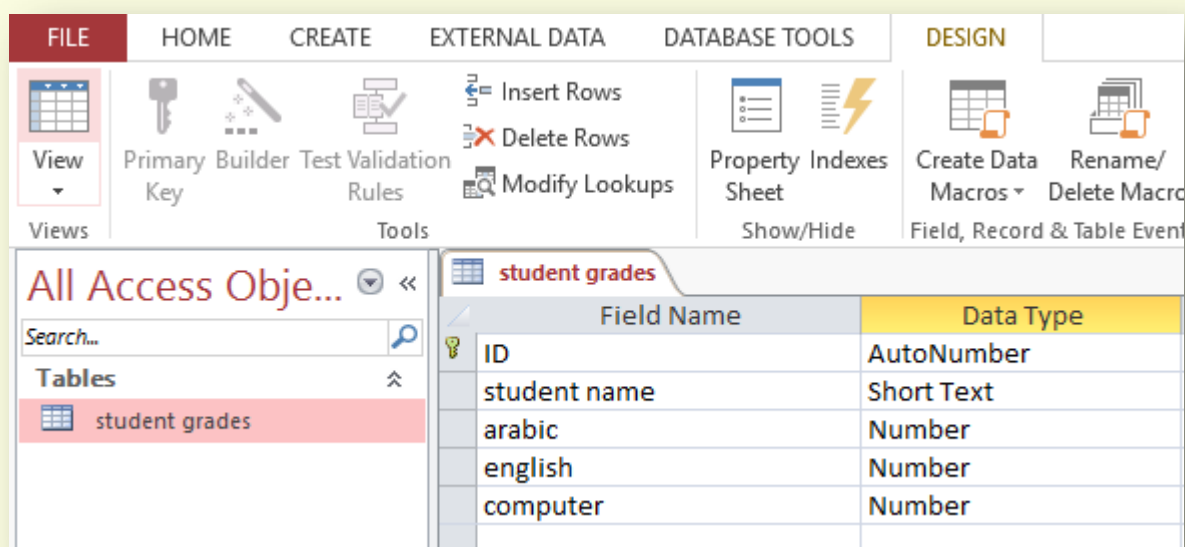 FILE HOME CREATE EXTERNAL DATA DATABASE TOOLS DESIGN
View
Primary Key
Builder
Test Validation Rules
Insert Rows
Delete Rows
Modify Lookups
Property Sheet
Indexes
Create Data Macros
Rename/
Delete Macro
Views Tools Show/Hide Field, Record & Table Event
All Access Obje...
Search...
Tables
student grades
student grades
Field Name Data Type
ID AutoNumber
student name Short Text
arabic Number
english Number
computer Number